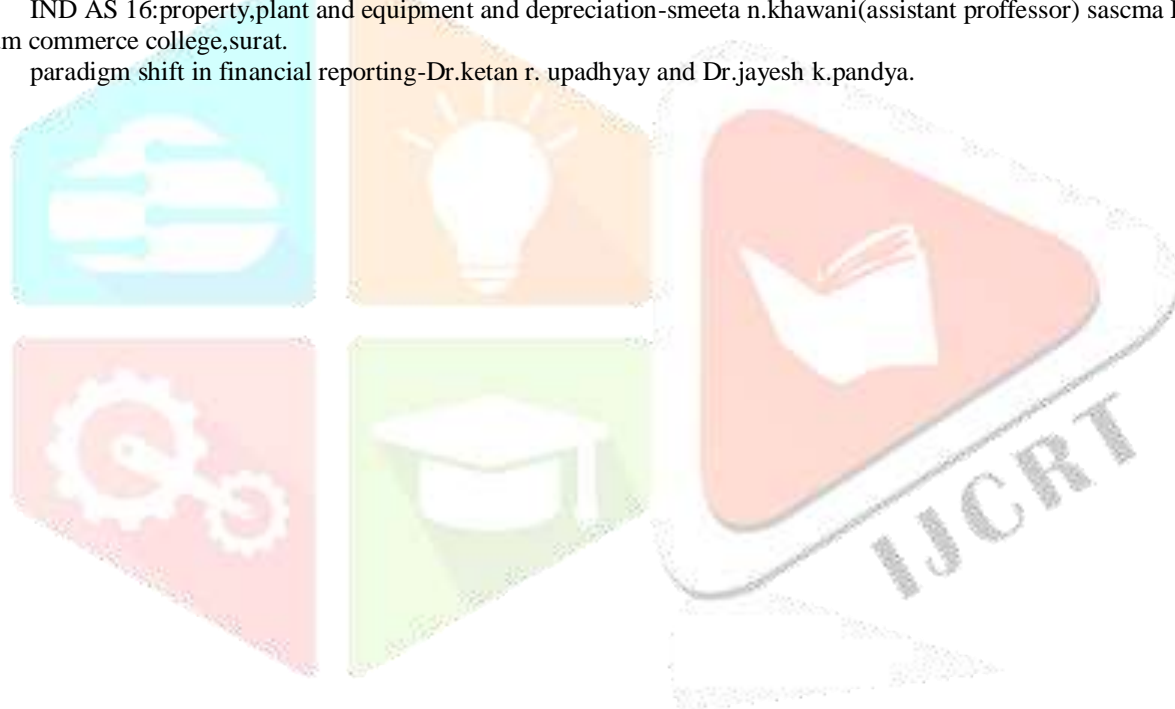 IND AS 16:property,plant and equipment and depreciation-smeeta n.khawani(assistant proffessor) sascma
m commerce college,surat.
paradigm shift in financial reporting-Dr.ketan r. upadhyay and Dr.jayesh k.pandya.
IJCRT